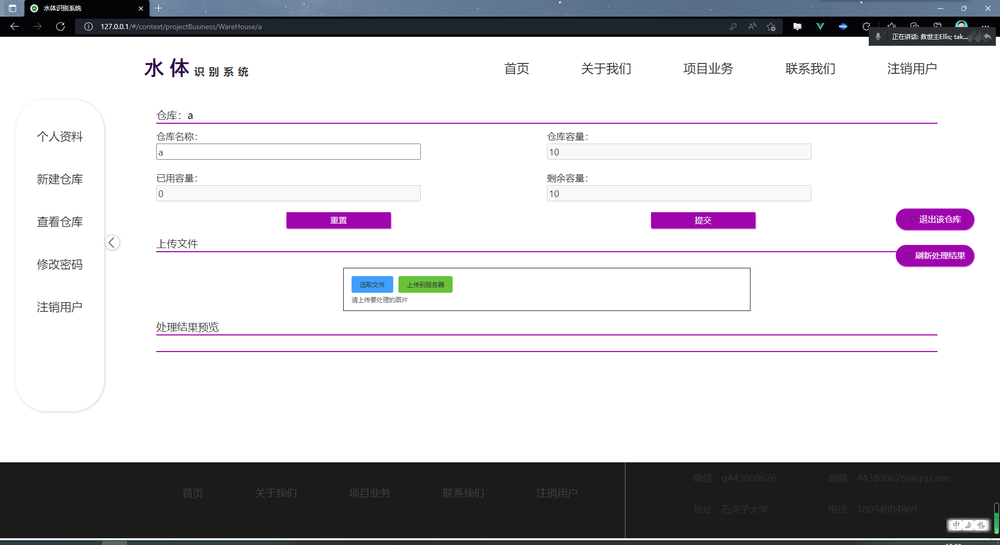 水体识别系统
127.0.0.1/#/context/projectBusiness/WareHouse/a
正在讲话: 救世主Ellis; tak...
水体 识别系统
首页
关于我们
项目业务
联系我们
注销用户
个人资料
新建仓库
查看仓库
修改密码
注销用户
仓库：a
仓库名称：
a
仓库容量：
10
已用容量：
0
剩余容量：
10
重置
提交
退出该仓库
上传文件
刷新处理结果
选取文件
上传到服务器
请上传要处理的图片
处理结果预览
首页
关于我们
项目业务
联系我们
注销用户
微信：q443808626
邮箱：443808626@qq.com
地址：石河子大学
电话：18094804869
中